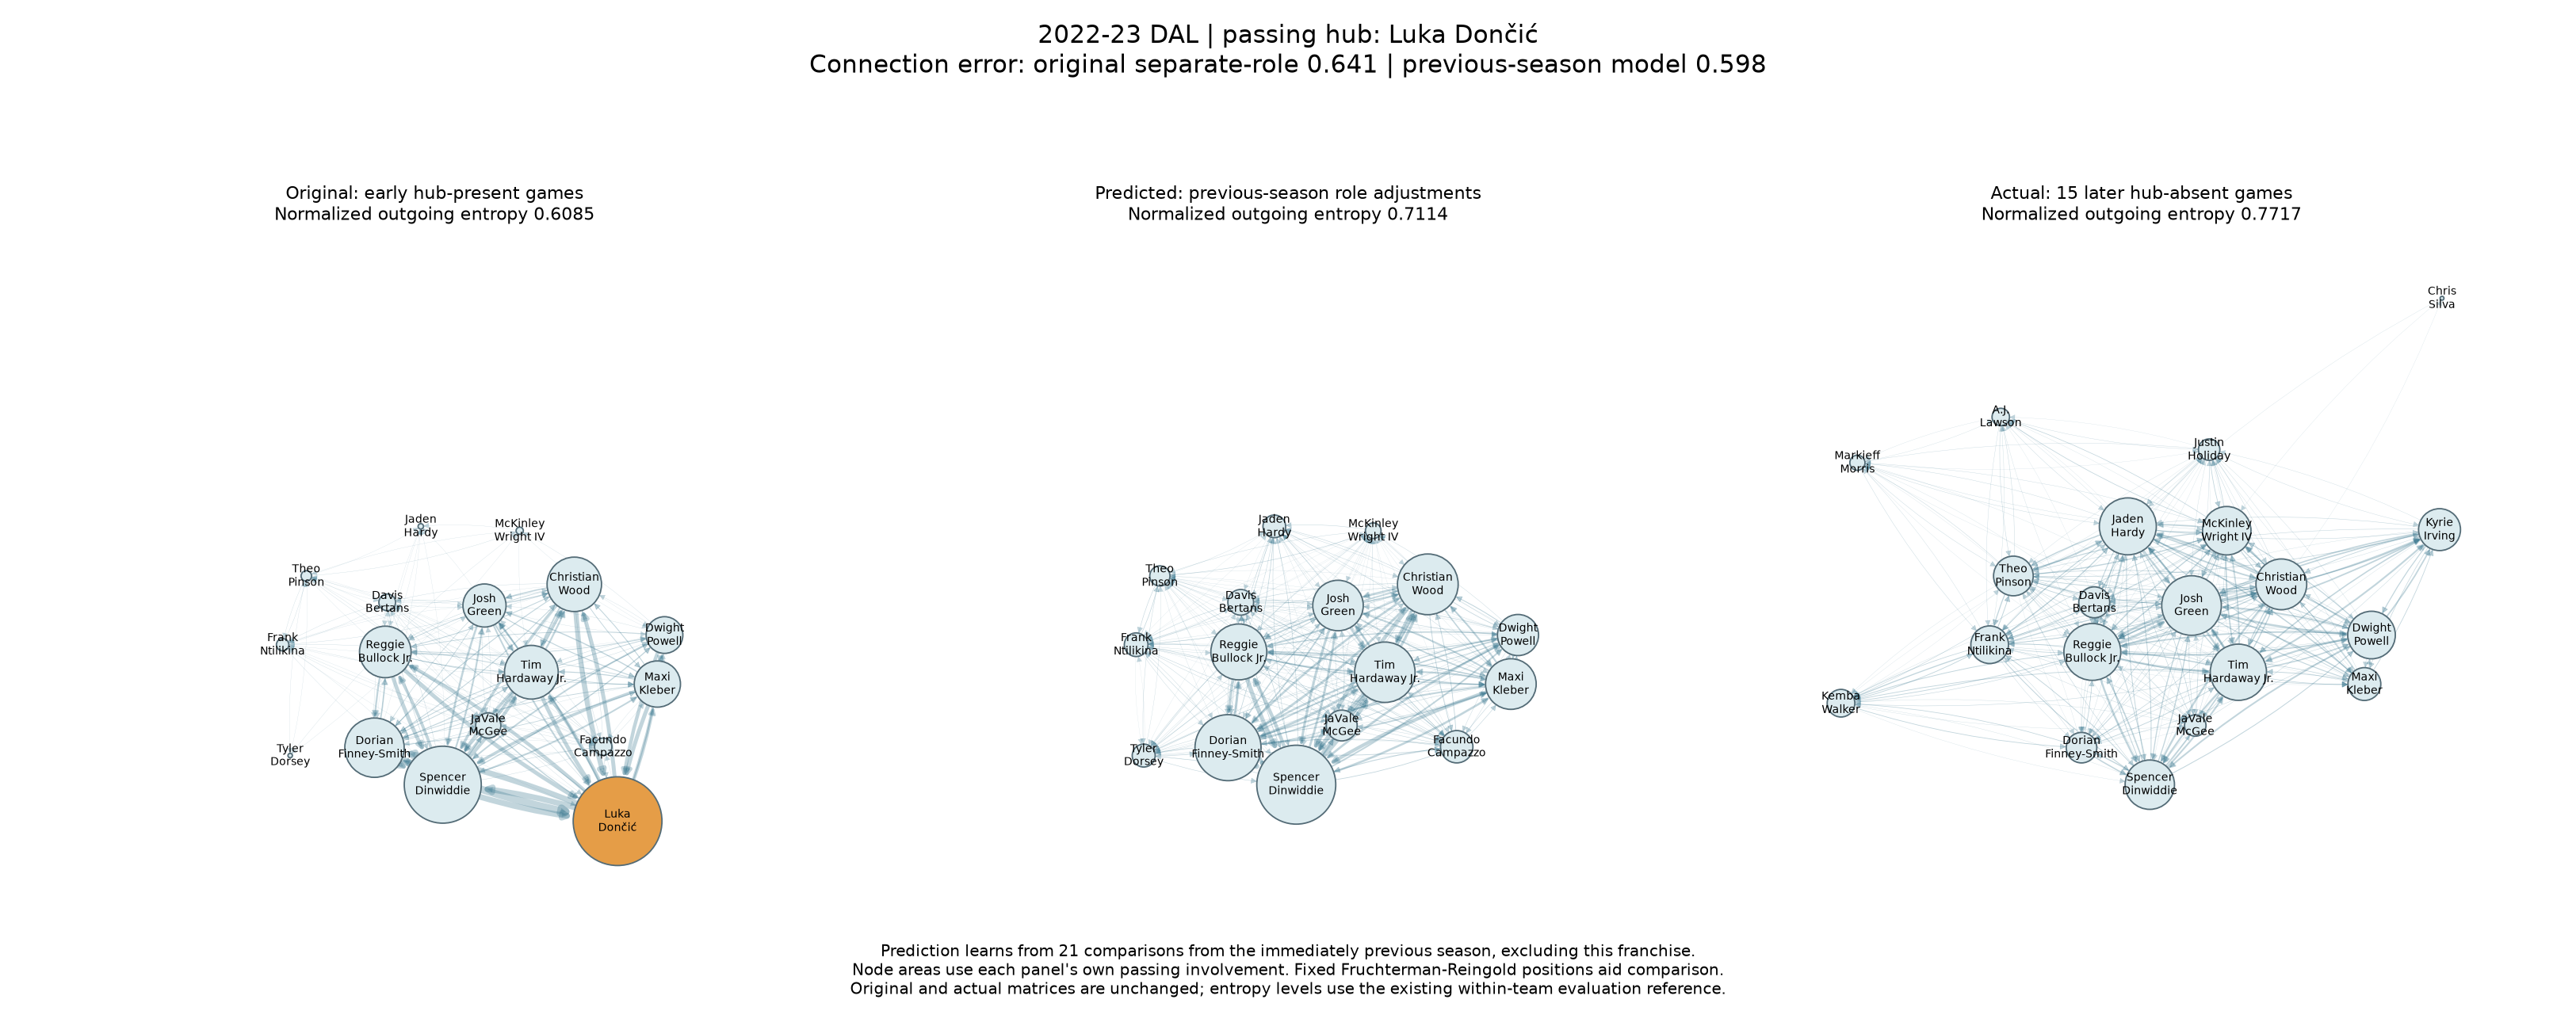 2022-23 DAL | passing hub: Luka Dončić
Connection error: original separate-role 0.641 | previous-season model 0.598
Original: early hub-present games
Normalized outgoing entropy 0.6085
Jaden
Hardy
McKinley
Wright IV
Theo
Pinson
Christian
Wood
Davis
Bertans
Josh
Green
Frank
Ntilikina
Reggie
Bullock Jr.
Dwight
Powell
Tim
Hardaway Jr.
Maxi
Kleber
JaVale
McGee
Dorian
Finney-Smith
Facundo
Campazzo
Tyler
Dorsey
Spencer
Dinwiddie
Luka
Dončić
Predicted: previous-season role adjustments
Normalized outgoing entropy 0.7114
Jaden
Hardy
McKinley
Wright IV
Theo
Pinson
Christian
Wood
Davis
Bertans
Josh
Green
Frank
Ntilikina
Reggie
Bullock Jr.
Dwight
Powell
Tim
Hardaway Jr.
Maxi
Kleber
JaVale
McGee
Dorian
Finney-Smith
Facundo
Campazzo
Tyler
Dorsey
Spencer
Dinwiddie
Actual: 15 later hub-absent games
Normalized outgoing entropy 0.7717
Chris
Silva
A.J.
Lawson
Markieff
Morris
Justin
Holiday
Jaden
Hardy
McKinley
Wright IV
Kyrie
Irving
Theo
Pinson
Christian
Wood
Davis
Bertans
Josh
Green
Frank
Ntilikina
Reggie
Bullock Jr.
Dwight
Powell
Tim
Hardaway Jr.
Maxi
Kleber
Kemba
Walker
JaVale
McGee
Dorian
Finney-Smith
Spencer
Dinwiddie
Prediction learns from 21 comparisons from the immediately previous season, excluding this franchise.
Node areas use each panel's own passing involvement. Fixed Fruchterman-Reingold positions aid comparison.
Original and actual matrices are unchanged; entropy levels use the existing within-team evaluation reference.